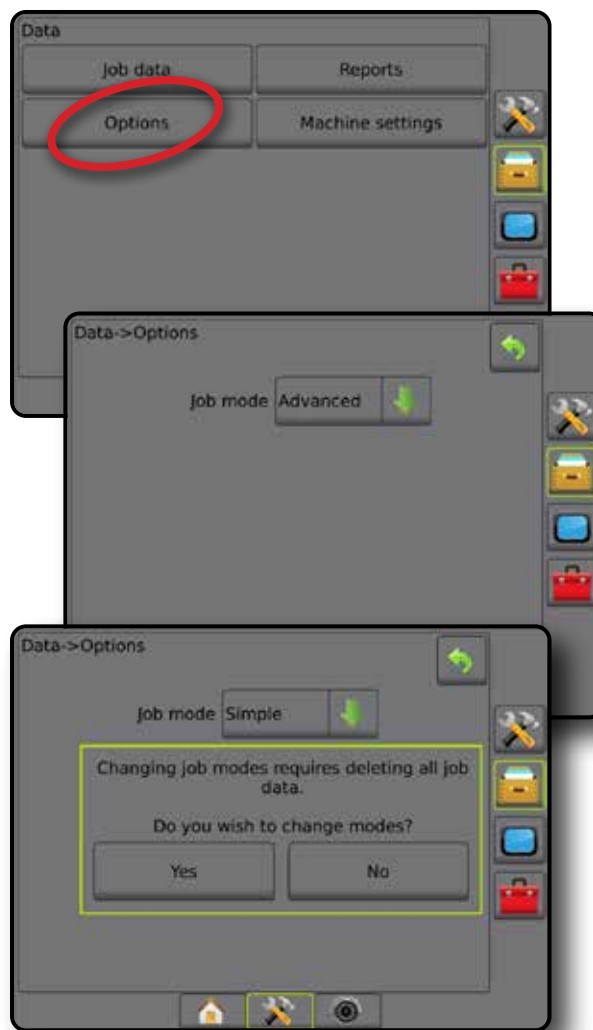 Data
Job data Reports
Options Machine settings
Data->Options
Job mode Advanced
Data->Options
Job mode Simple
Changing job modes requires deleting all job
data.
Do you wish to change modes?
Yes No